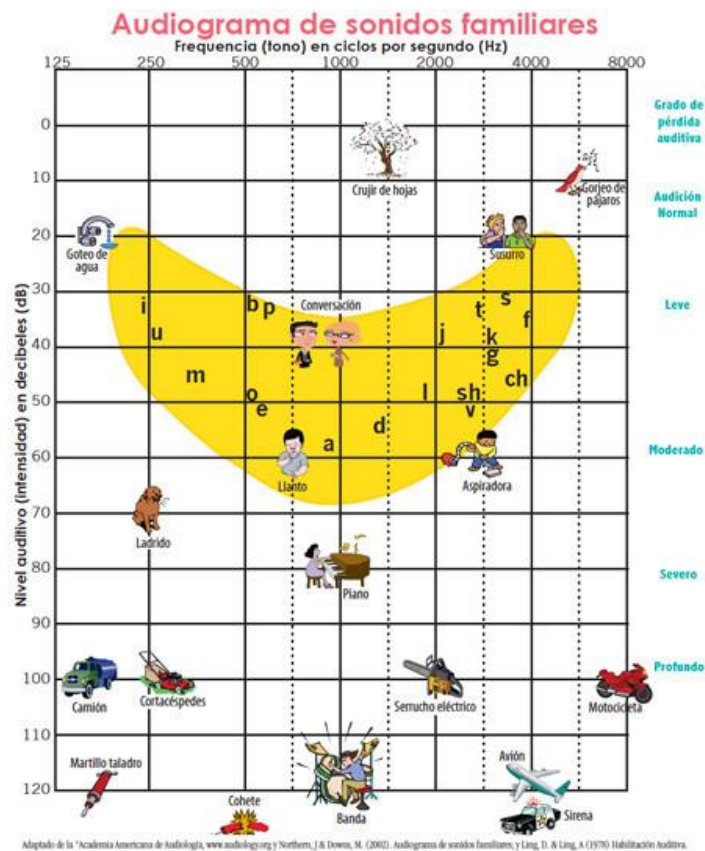 Audiograma de sonidos familiares
Frequencia (tono) en ciclos por segundo (Hz)
125 250 500 1000 2000 4000 8000
Nivel auditivo (intensidad) en decibeles (dB)
Grado de
pérdida
auditiva
0
Crujir de hojas
10
Gorjeo de
pájaros
Audición
Normal
20
Goteo de
agua
Susurro
30
i
b
p
Conversación
t
s
f
Leve
u
j
k
40
g
m
ch
o
l
sh
50
e
v
d
a
Moderado
60
Llanto
Aspiradora
70
Ladrido
80
Piano
Severo
90
Profundo
100
Camión
Cortacéspedes
Serrucho eléctrico
Motocicleta
110
Martillo taladro
Avión
120
Cohete
Banda
Sirena
Adaptado de la "Academia Americana de Audiología, www.audiology.org y Northern, J & Downs, M. (2002). Audiograma de sonidos familiares; y Ling, D. & Ling, A (1978) Habilitación Auditiva.